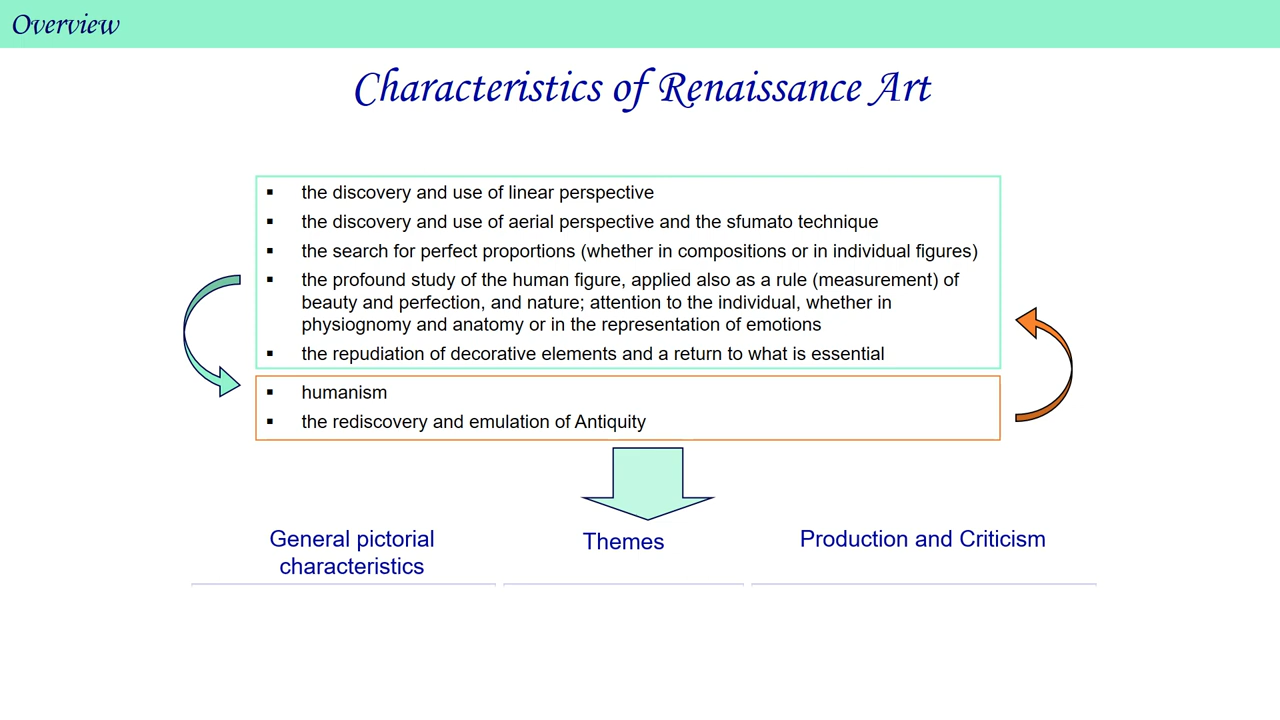 Overview
Characteristics of Renaissance Art
▪ the discovery and use of linear perspective
▪ the discovery and use of aerial perspective and the sfumato technique
▪ the search for perfect proportions (whether in compositions or in individual figures)
▪ the profound study of the human figure, applied also as a rule (measurement) of
beauty and perfection, and nature; attention to the individual, whether in
physiognomy and anatomy or in the representation of emotions
▪ the repudiation of decorative elements and a return to what is essential
▪ humanism
▪ the rediscovery and emulation of Antiquity
General pictorial
characteristics
Themes
Production and Criticism